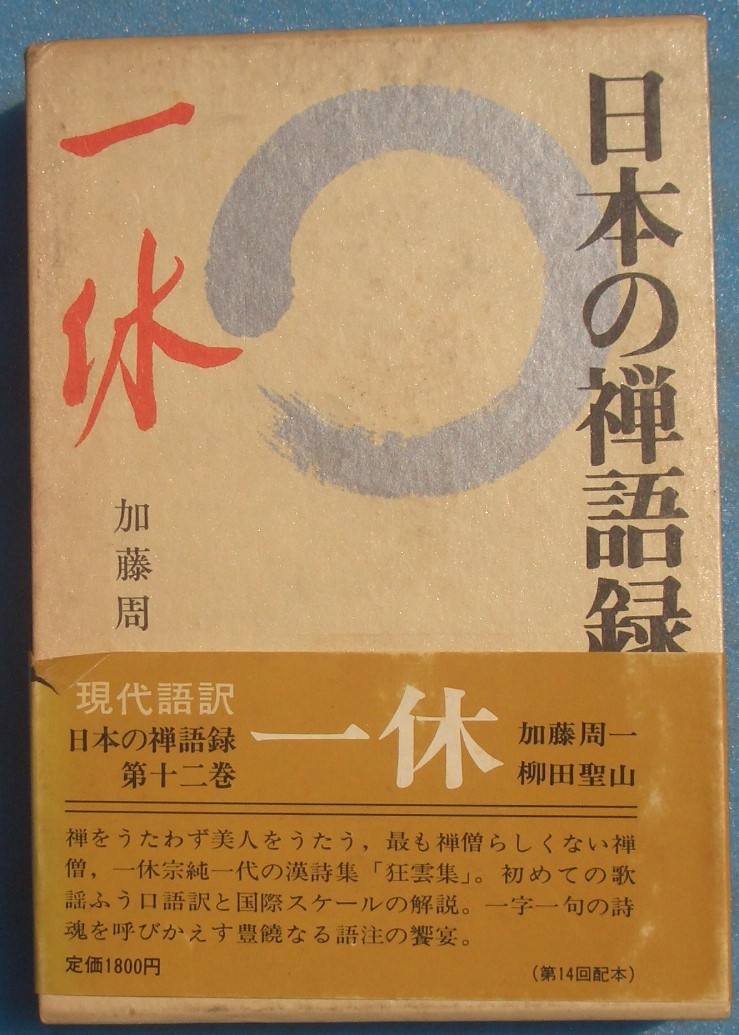 日本の禅語録
一休
加藤周
現代語訳
日本の禅語録
第十二巻
一休
加藤周一
柳田聖山
禅をうたわず美人をうたう，最も禅僧らしくない禅
僧，一休宗純一代の漢詩集「狂雲集」。初めての歌
謡ふう口語訳と国際スケールの解説。一字一句の詩
魂を呼びかえす豊饒なる語注の饗宴。
定価1800円
（第14回配本）